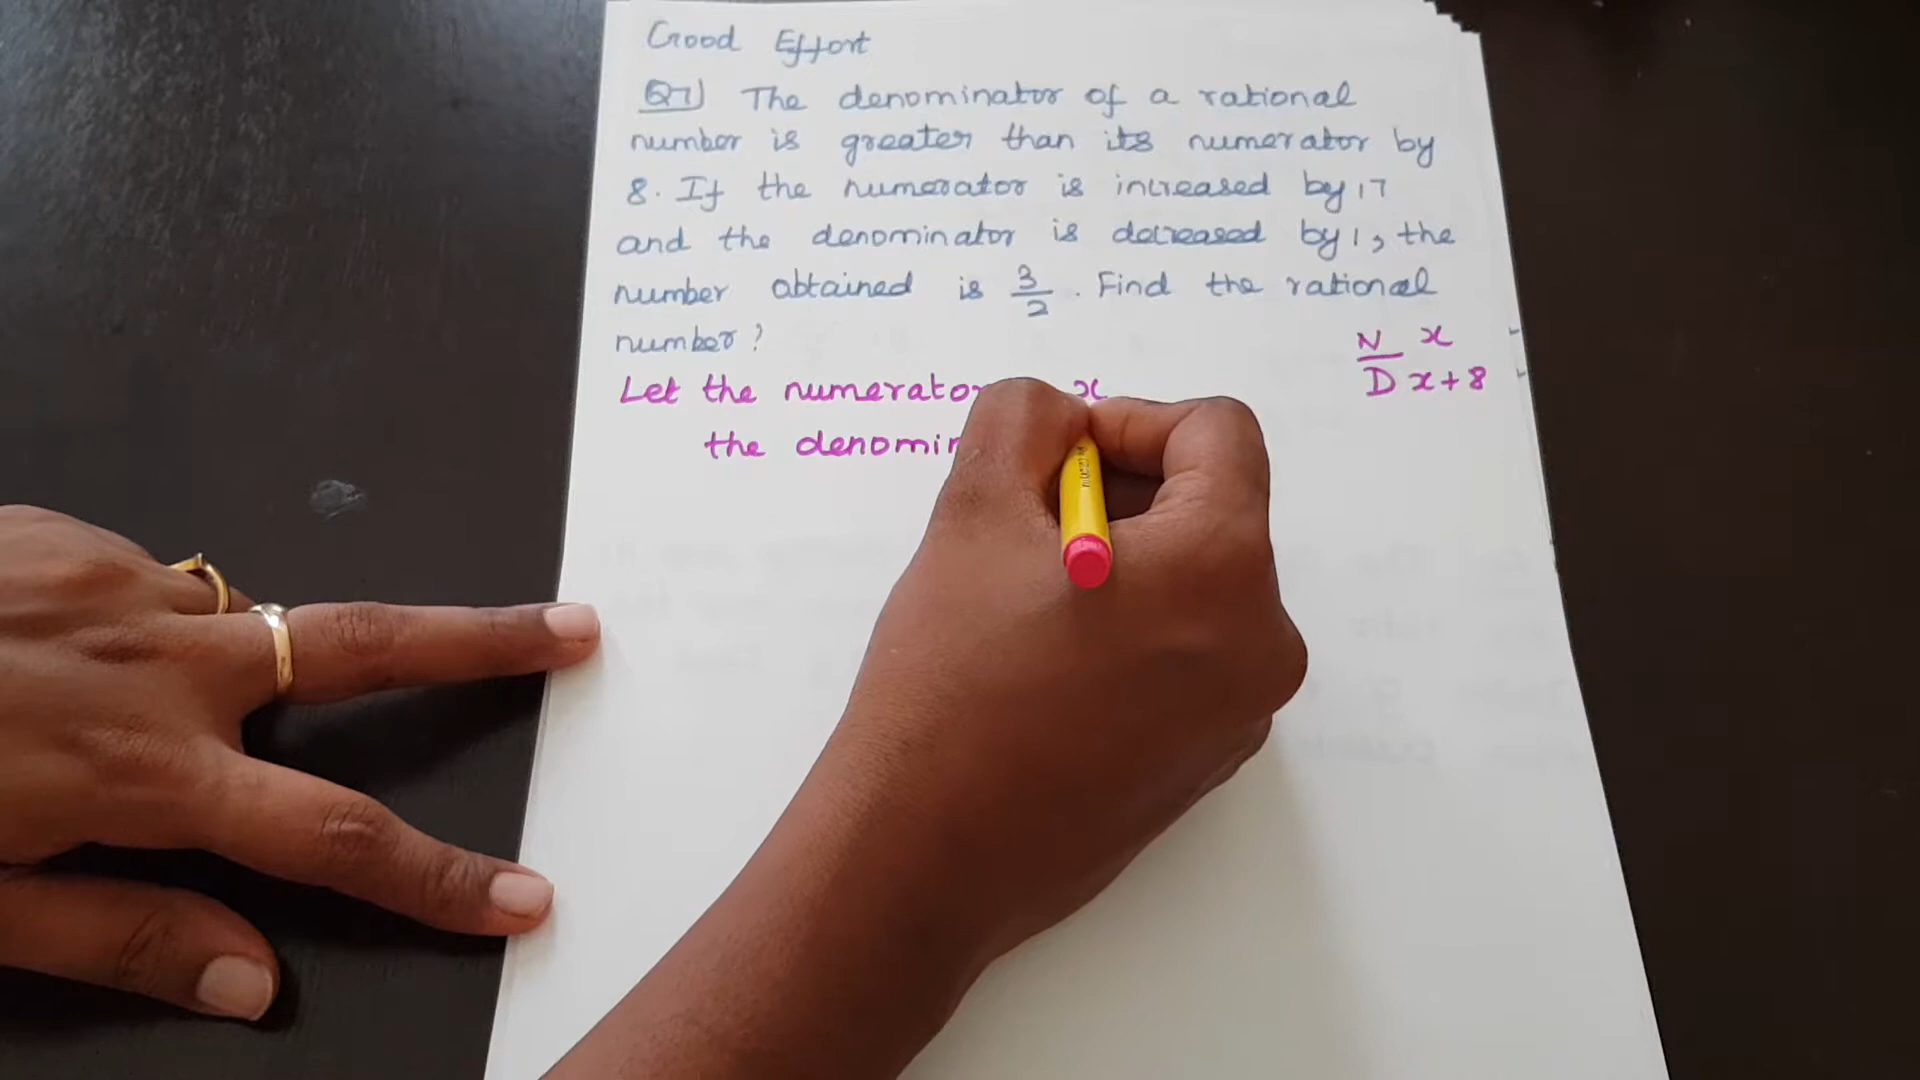 Good Effort
Q7) The denominator of a rational
number is greater than its numerator by
8. If the numerator is increased by 17
and the denominator is decreased by 1, the
number obtained is 3/2. Find the rational
number?
N x
D x+8
Let the numerator x
the denomin